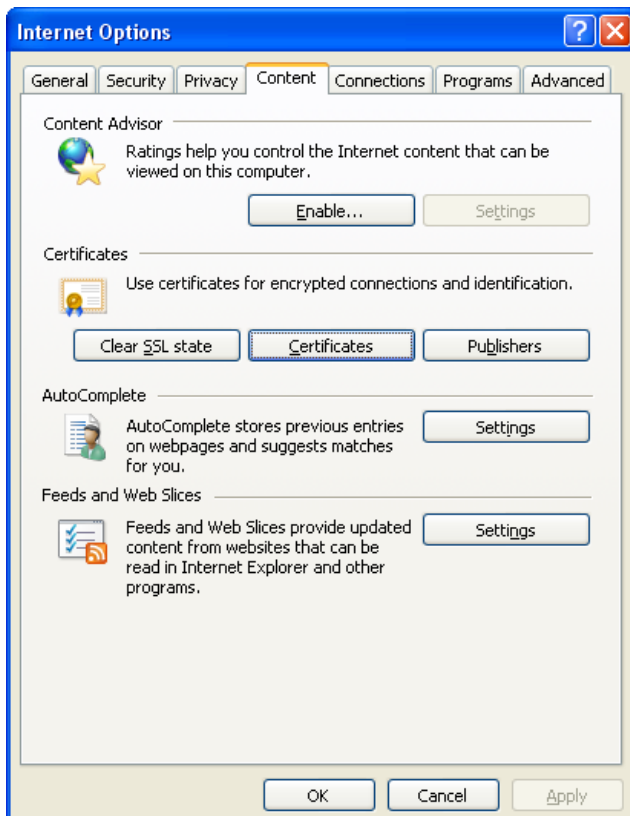 Internet Options
General Security Privacy Content Connections Programs Advanced
Content Advisor
Ratings help you control the Internet content that can be
viewed on this computer.
Enable... Settings
Certificates
Use certificates for encrypted connections and identification.
Clear SSL state Certificates Publishers
AutoComplete
AutoComplete stores previous entries
on webpages and suggests matches
for you.
Settings
Feeds and Web Slices
Feeds and Web Slices provide updated
content from websites that can be
read in Internet Explorer and other
programs.
Settings
OK Cancel Apply